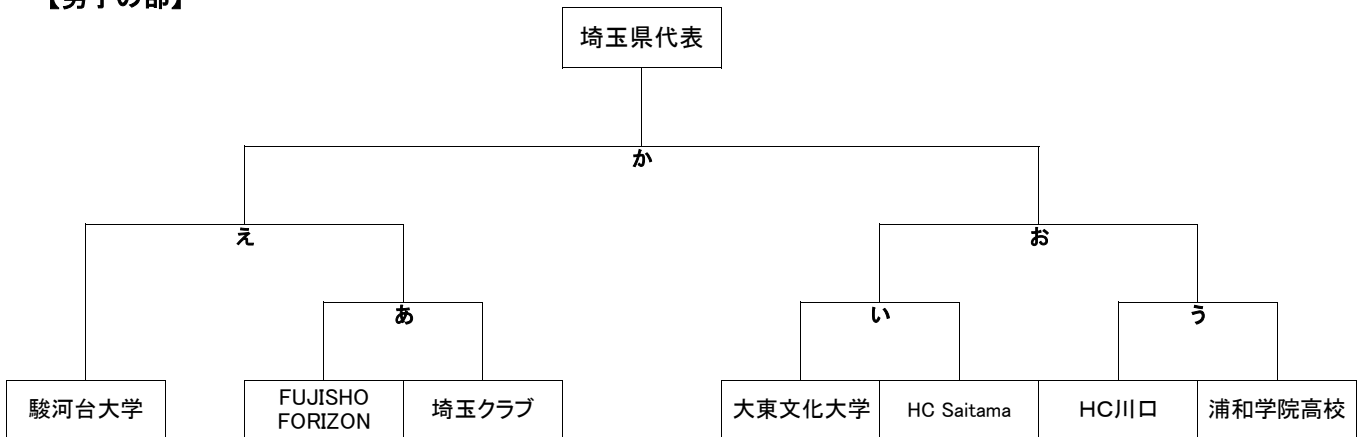 【男子の部】
埼玉県代表
か
え
お
あ
い
う
駿河台大学
FUJISHO
FORIZON
埼玉クラブ
大東文化大学
HC Saitama
HC川口
浦和学院高校